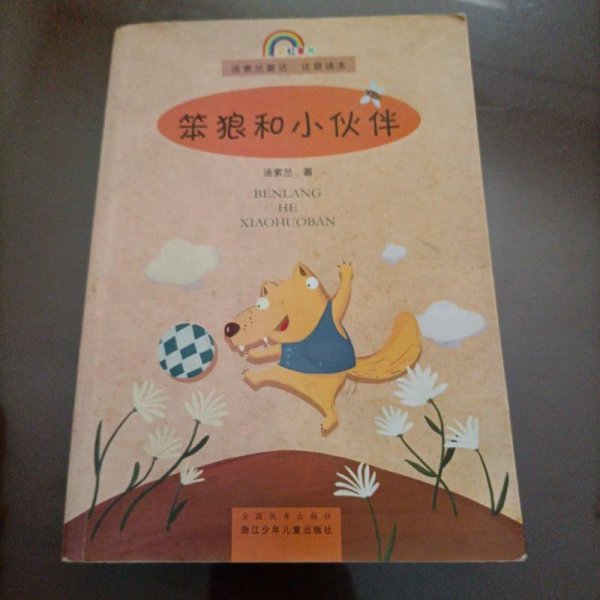 汤素兰童话 注音读本
笨狼和小伙伴
汤素兰 著
BENLANG
HE
XIAOHUOBAN
全国优秀出版社
浙江少年儿童出版社